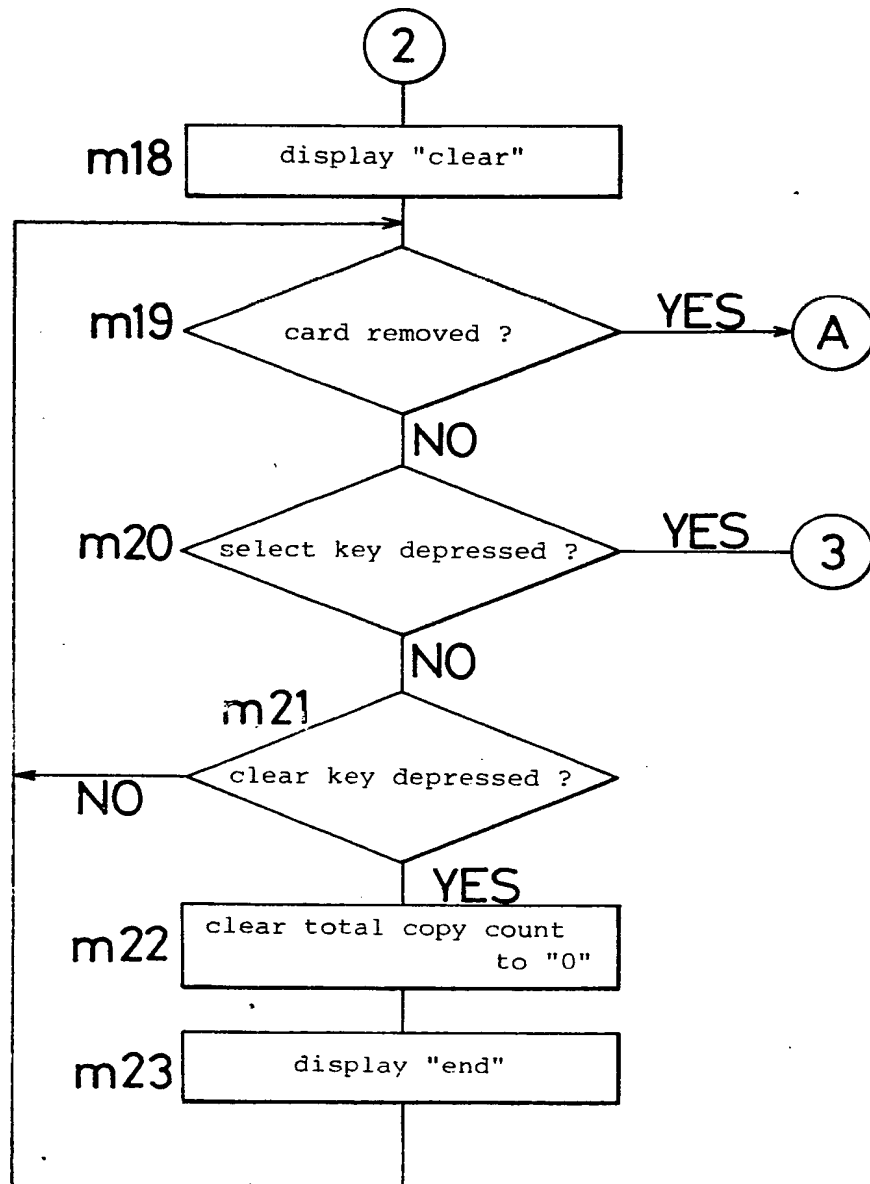 2
m18
display "clear"
m19
card removed ?
YES
A
NO
m20
select key depressed ?
YES
3
NO
m21
clear key depressed ?
NO
YES
m22
clear total copy count
to "0"
m23
display "end"